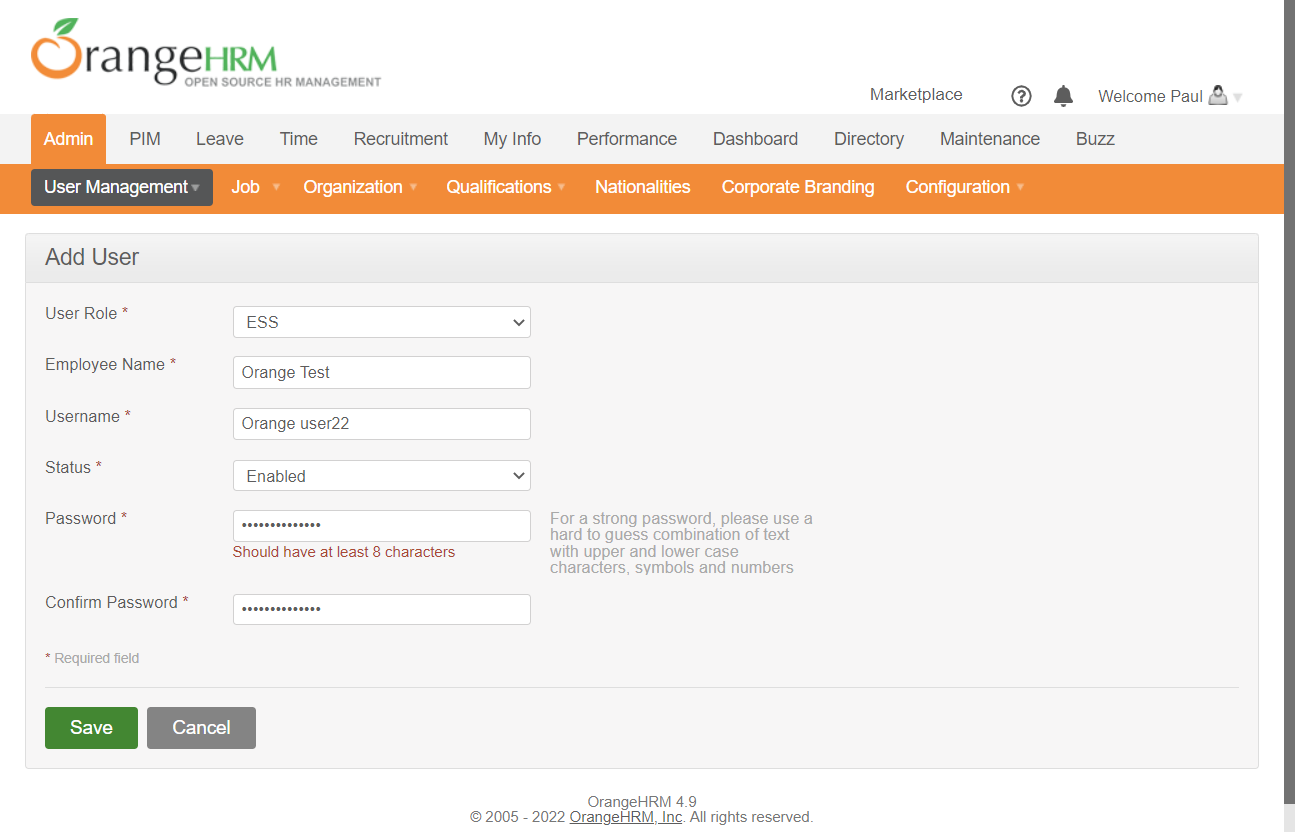 OrangeHRM
OPEN SOURCE HR MANAGEMENT
Marketplace ? Welcome Paul
Admin PIM Leave Time Recruitment My Info Performance Dashboard Directory Maintenance Buzz
User Management Job Organization Qualifications Nationalities Corporate Branding Configuration
Add User
User Role * ESS
Employee Name * Orange Test
Username * Orange user22
Status * Enabled
Password * ••••••••••••••
Should have at least 8 characters
For a strong password, please use a
hard to guess combination of text
with upper and lower case
characters, symbols and numbers
Confirm Password * ••••••••••••••
* Required field
Save Cancel
OrangeHRM 4.9
© 2005 - 2022 OrangeHRM, Inc. All rights reserved.